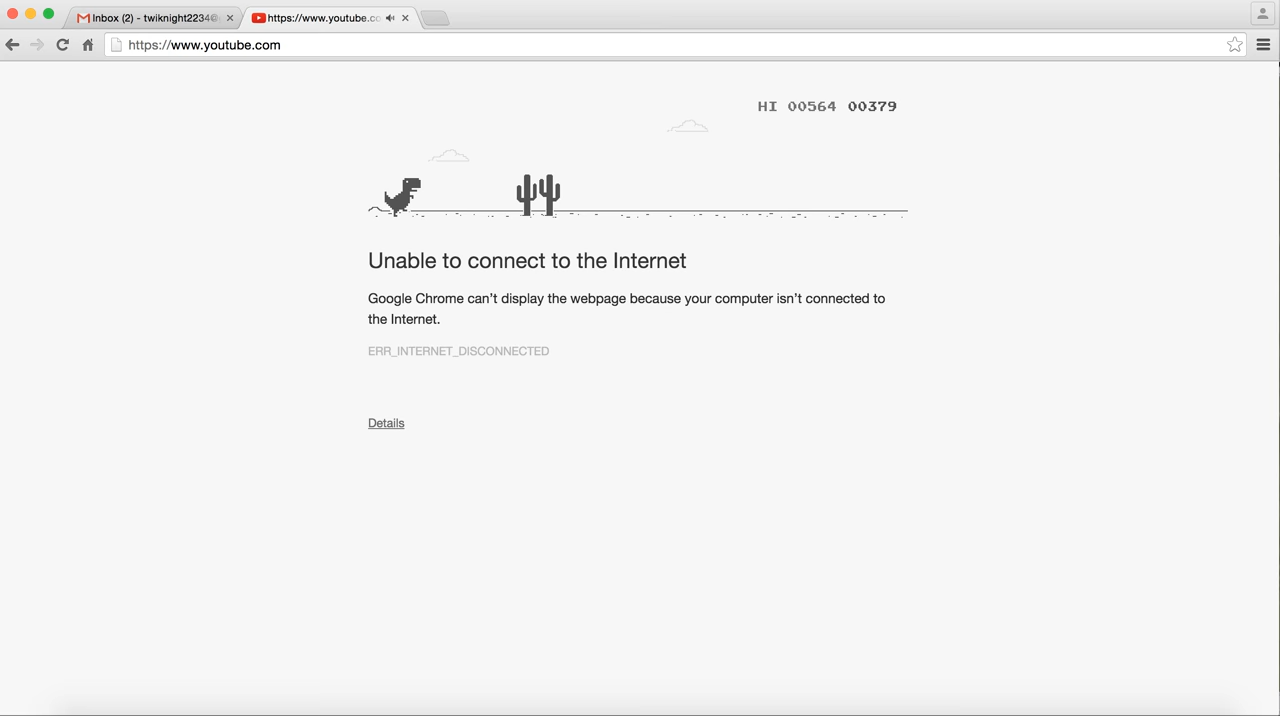 Inbox (2) - twiknight2234@
https://www.youtube.co
https://www.youtube.com
HI 00564 00379
Unable to connect to the Internet
Google Chrome can’t display the webpage because your computer isn’t connected to
the Internet.
ERR_INTERNET_DISCONNECTED
Details